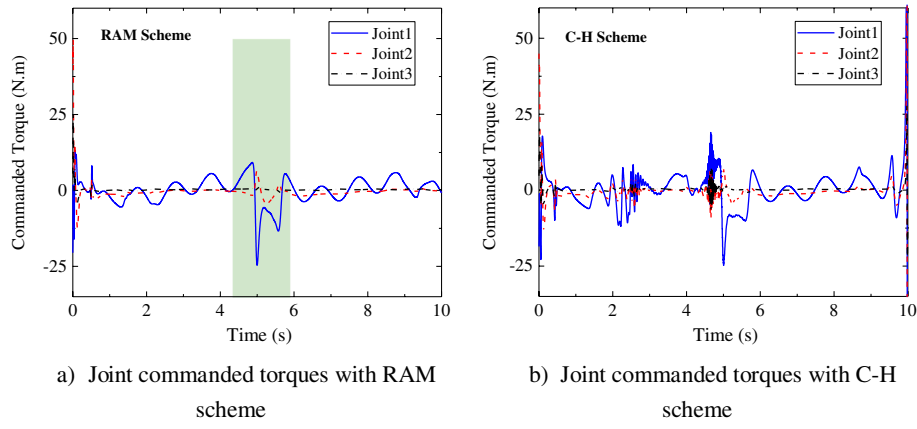 RAM Scheme
Joint1
Joint2
Joint3
Commanded Torque (N.m)
50
25
0
-25
0 2 4 6 8 10
Time (s)
a) Joint commanded torques with RAM
scheme
C-H Scheme
Joint1
Joint2
Joint3
Commanded Torque (N.m)
50
25
0
-25
0 2 4 6 8 10
Time (s)
b) Joint commanded torques with C-H
scheme